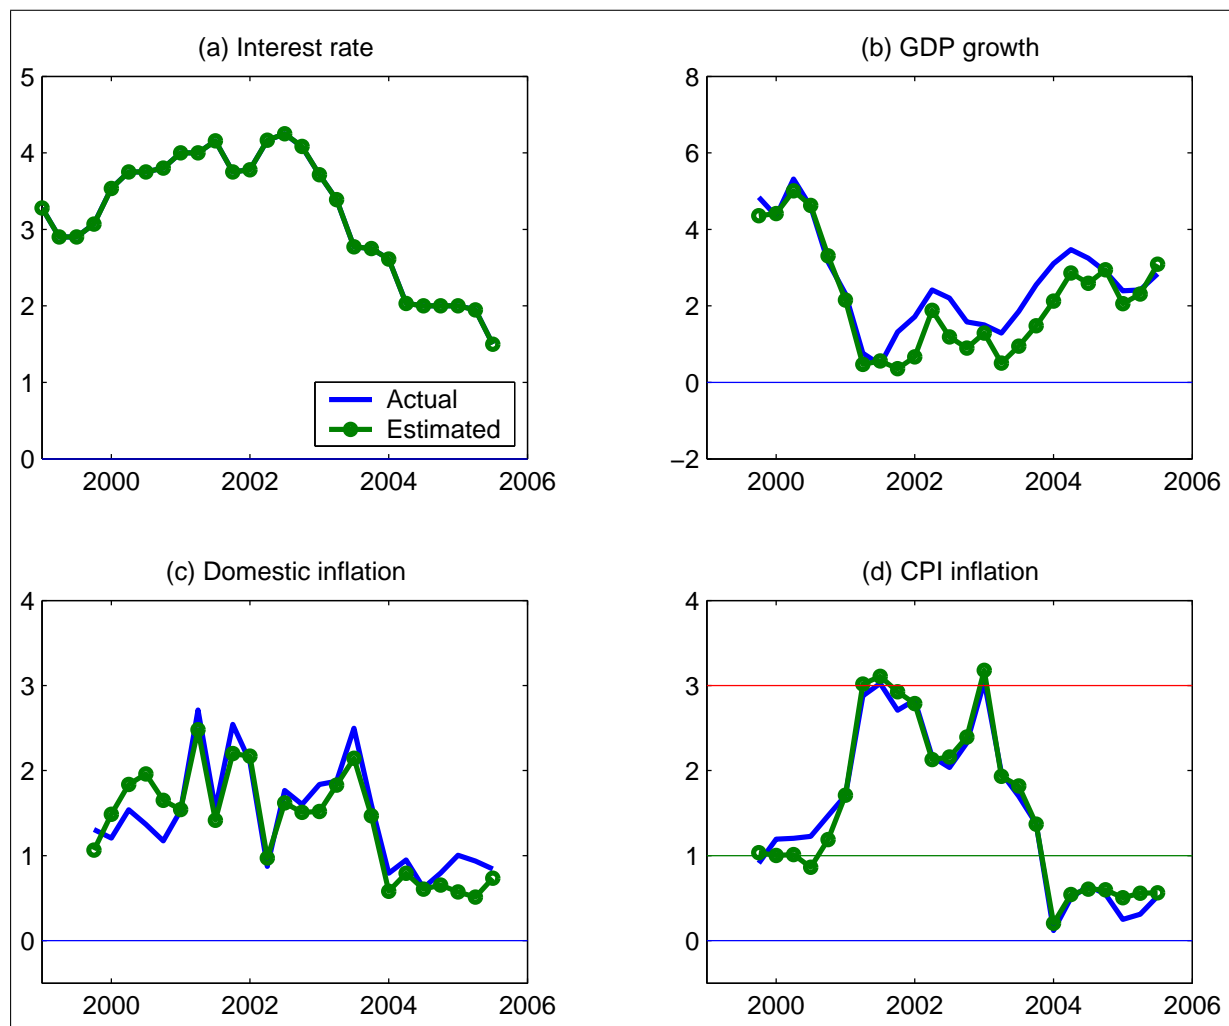 (a) Interest rate
5
4
3
2
1
0
2000 2002 2004 2006
Actual
Estimated
(b) GDP growth
8
6
4
2
0
−2
2000 2002 2004 2006
(c) Domestic inflation
4
3
2
1
0
2000 2002 2004 2006
(d) CPI inflation
4
3
2
1
0
2000 2002 2004 2006